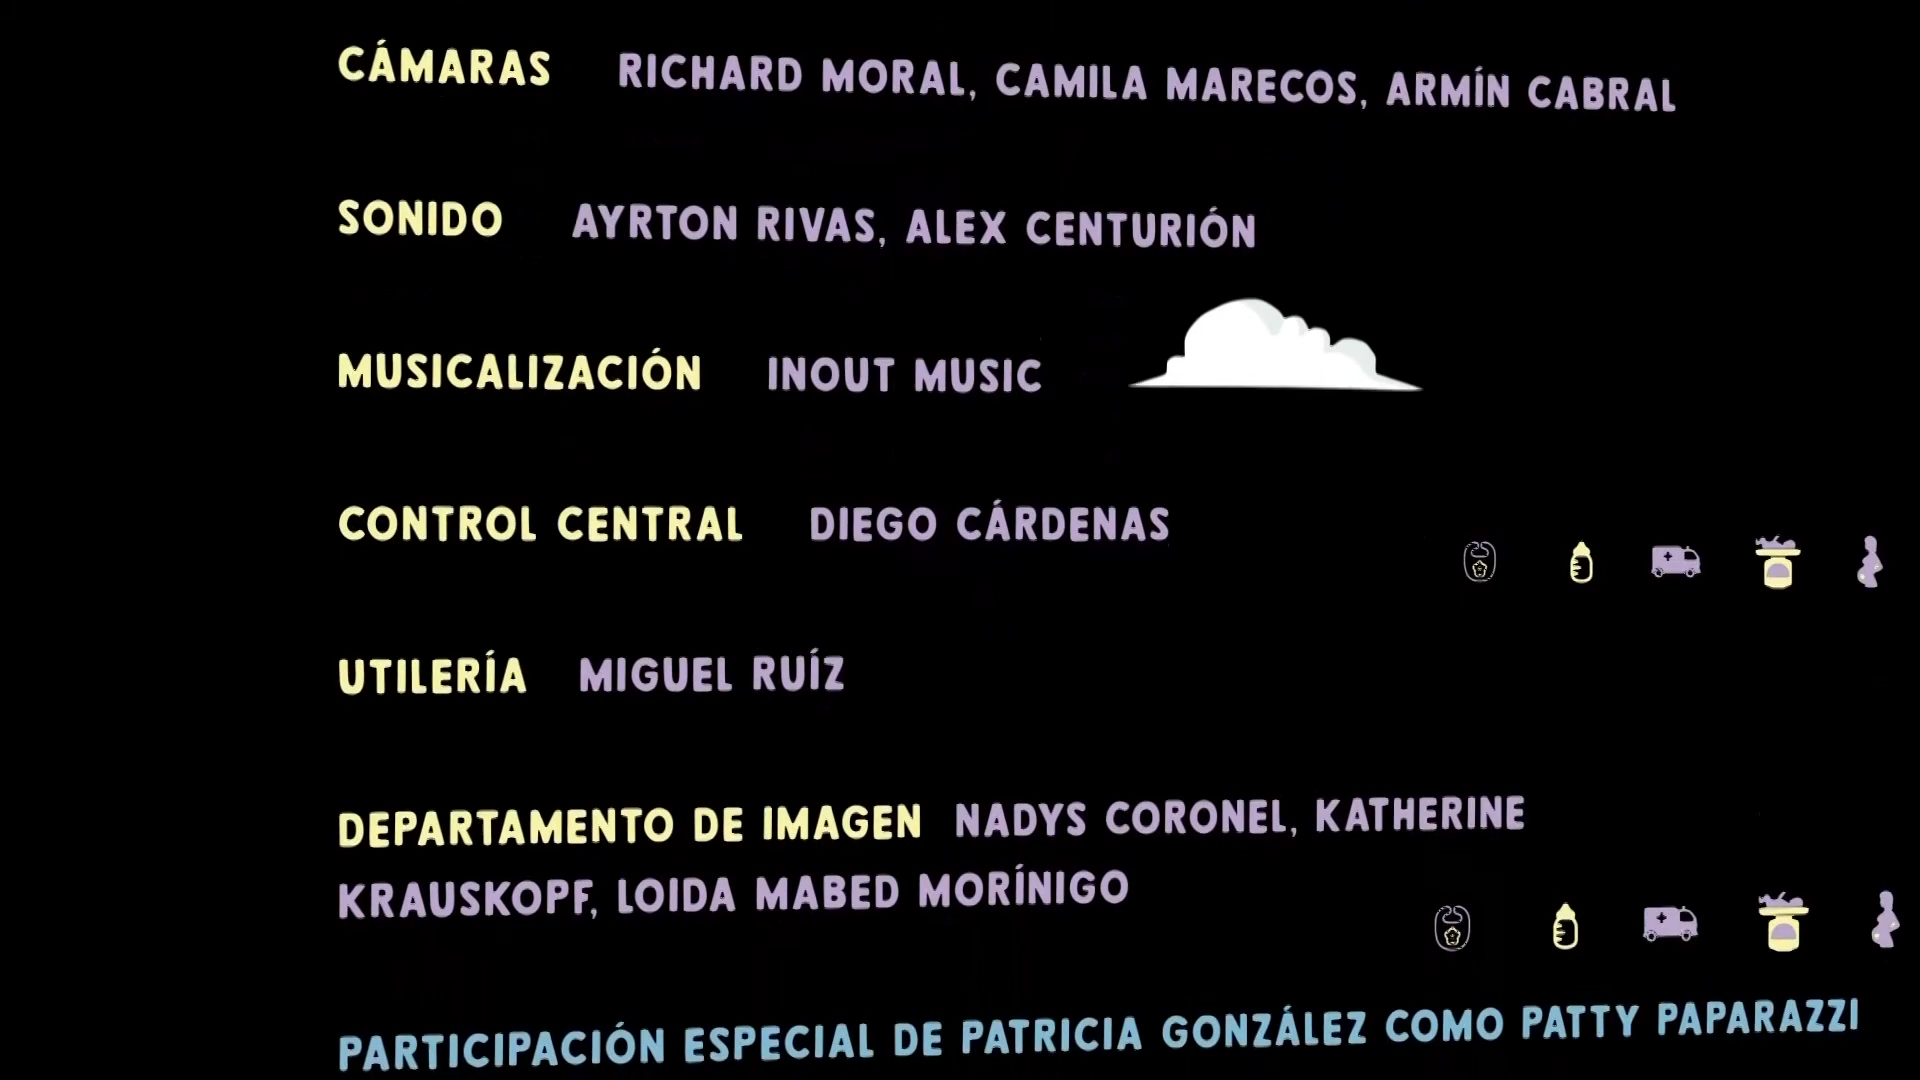 CÁMARAS RICHARD MORAL, CAMILA MARECOS, ARMÍN CABRAL
SONIDO AYRTON RIVAS, ALEX CENTURIÓN
MUSICALIZACIÓN INOUT MUSIC
CONTROL CENTRAL DIEGO CÁRDENAS
UTILERÍA MIGUEL RUÍZ
DEPARTAMENTO DE IMAGEN NADYS CORONEL, KATHERINE
KRAUSKOPF, LOIDA MABED MORÍNIGO
PARTICIPACIÓN ESPECIAL DE PATRICIA GONZÁLEZ COMO PATTY PAPARAZZI